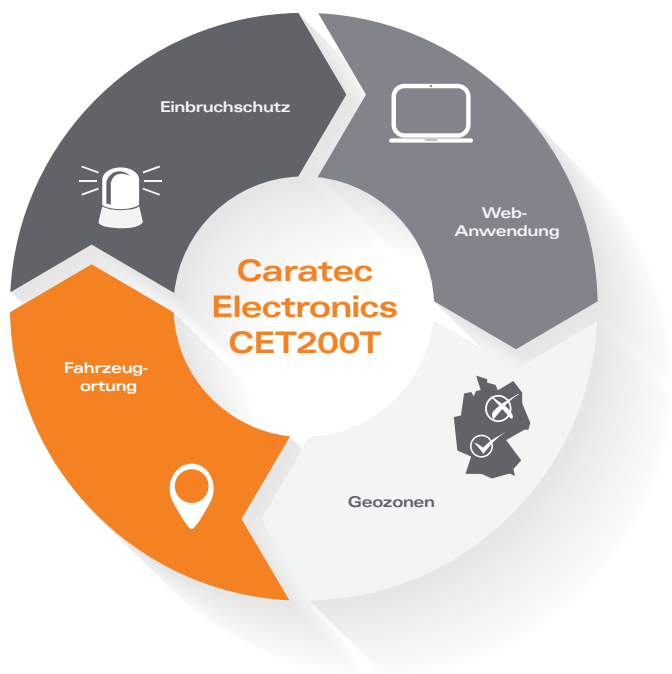 Einbruchschutz
Web-
Anwendung
Caratec
Electronics
CET200T
Fahrzeug-
ortung
Geozonen